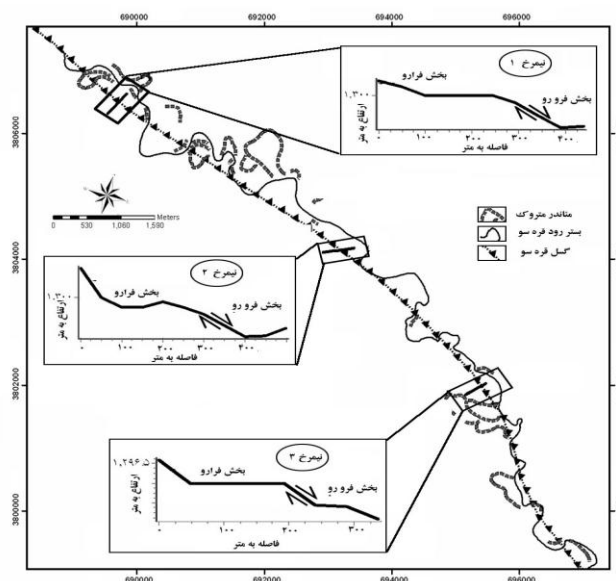 690000 692000 694000 696000
3806000
3804000
3802000
3800000
690000 692000 694000 696000
نیمرخ ۱
بخش فرارو
بخش فرو رو
۱,۳۰۰
ارتفاع به متر
۰ ۱۰۰ ۲۰۰ ۳۰۰ ۴۰۰
فاصله به متر
0 530 1,060 1,590 Meters
مئاندر متروک
بستر رود قره سو
گسل قره سو
نیمرخ ۲
بخش فرارو
بخش فرو رو
۱,۳۰۰
ارتفاع به متر
۰ ۱۰۰ ۲۰۰ ۳۰۰ ۴۰۰
فاصله به متر
نیمرخ ۳
۱,۲۹۶.۵
بخش فرارو
بخش فرو رو
ارتفاع به متر
۰ ۱۰۰ ۲۰۰ ۳۰۰
فاصله به متر